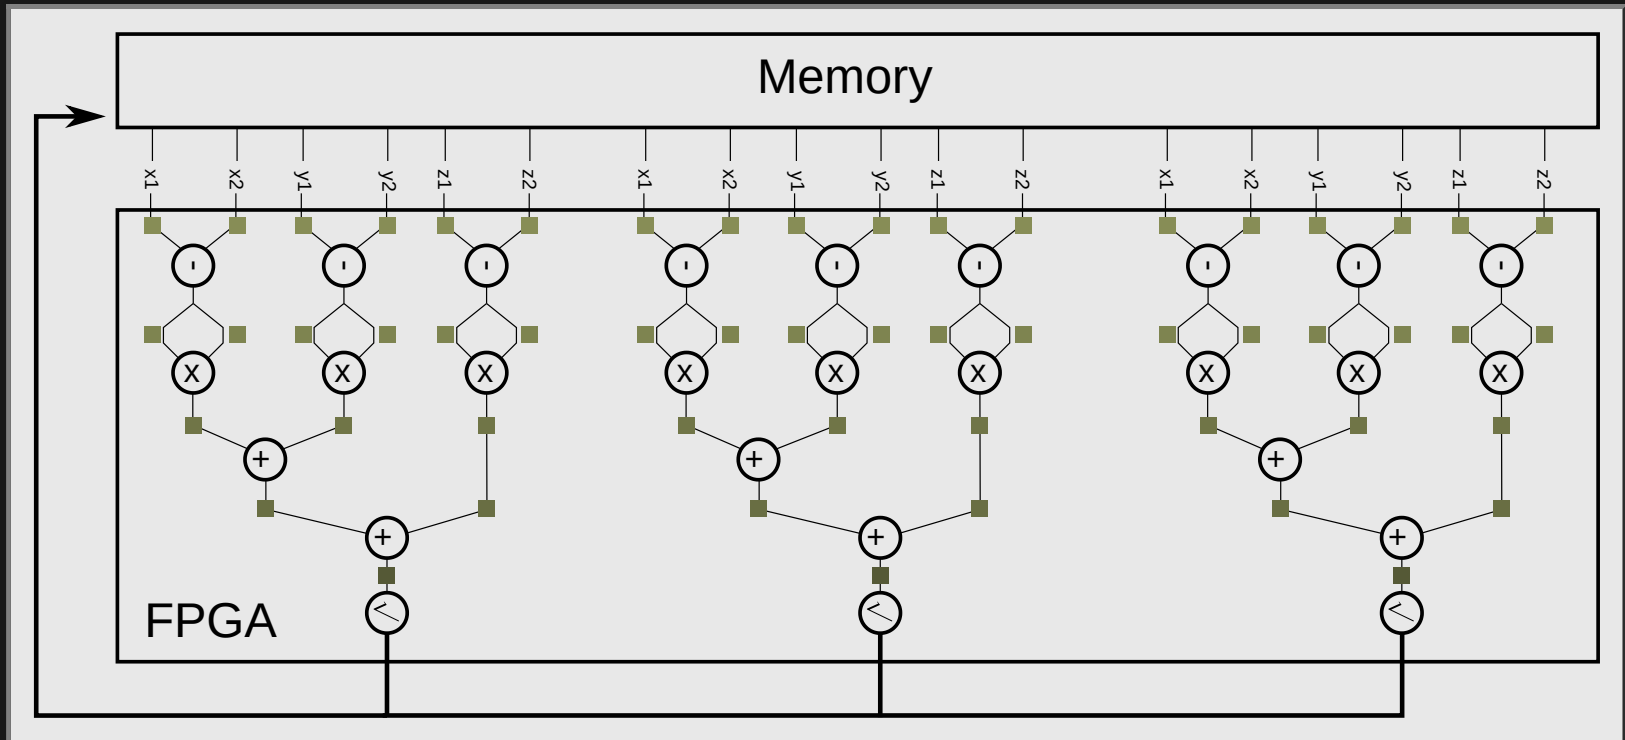 Memory
x1 x2 y1 y2 z1 z2 x1 x2 y1 y2 z1 z2 x1 x2 y1 y2 z1 z2
- - - - - - - - -
x x x x x x x x x
+ + +
+ + +
√ √ √
FPGA